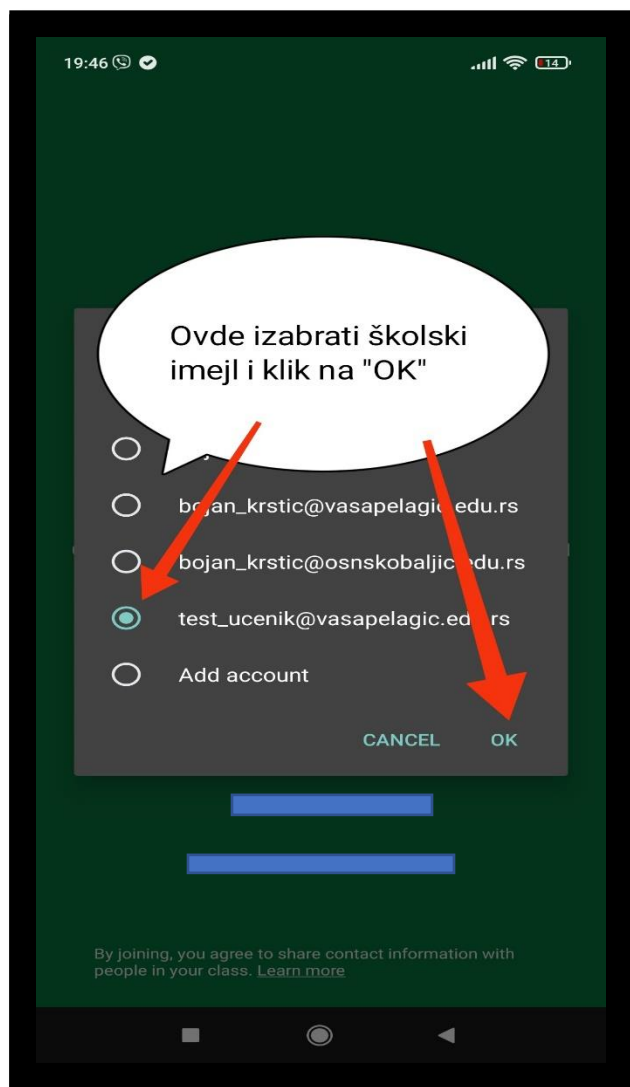 19:46
14
Ovde izabrati školski
imejl i klik na "OK"
bojan_krstic@vasapelagic.edu.rs
bojan_krstic@osnskobaljic.edu.rs
test_ucenik@vasapelagic.edu.rs
Add account
CANCEL OK
By joining, you agree to share contact information with
people in your class. Learn more